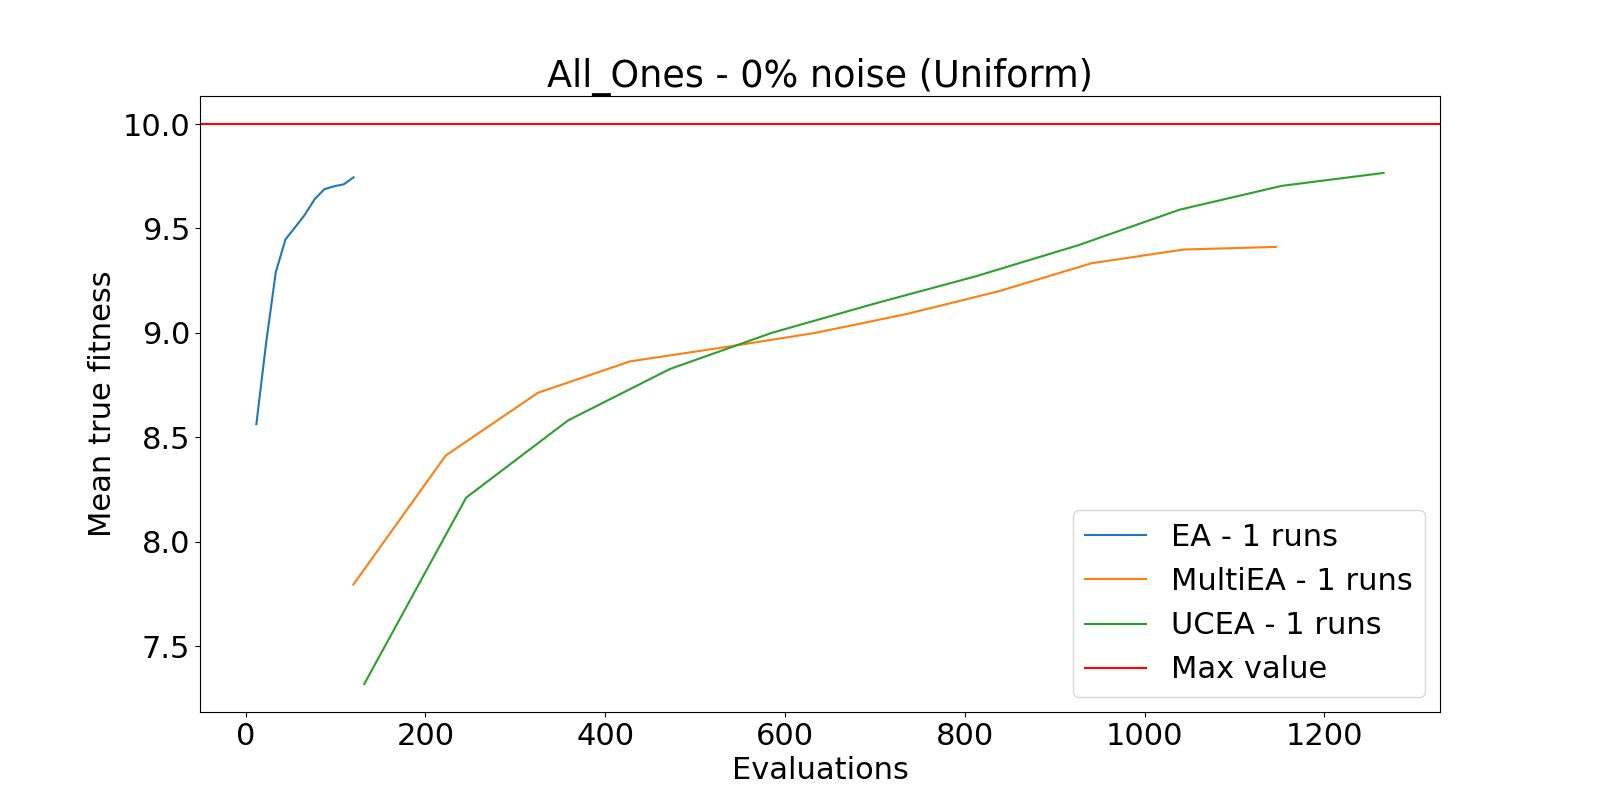 All_Ones - 0% noise (Uniform)
10.0
9.5
9.0
8.5
8.0
7.5
Mean true fitness
EA - 1 runs
MultiEA - 1 runs
UCEA - 1 runs
Max value
0 200 400 600 800 1000 1200
Evaluations